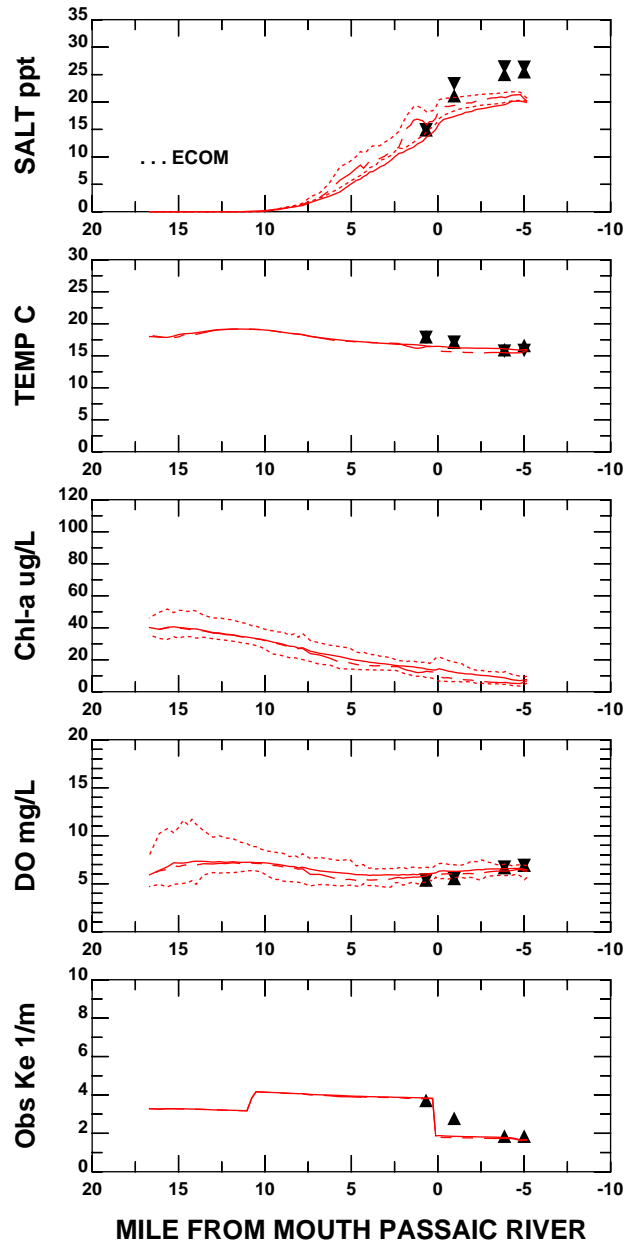 SALT ppt
35
30
25
20
15
10
5
0
. . . ECOM
20 15 10 5 0 -5 -10
TEMP C
30
25
20
15
10
5
0
20 15 10 5 0 -5 -10
Chl-a ug/L
120
100
80
60
40
20
0
20 15 10 5 0 -5 -10
DO mg/L
20
15
10
5
0
20 15 10 5 0 -5 -10
Obs Ke 1/m
10
8
6
4
2
0
20 15 10 5 0 -5 -10
MILE FROM MOUTH PASSAIC RIVER